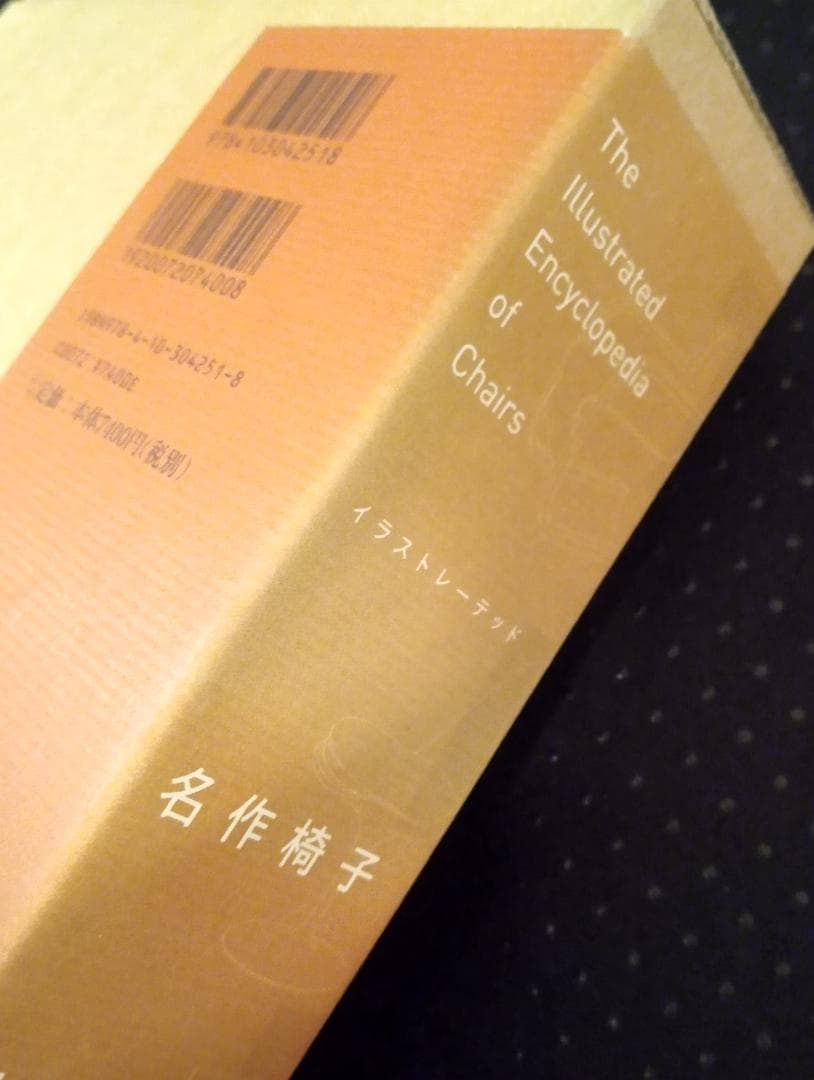 9784103042518
1920072074008
ISBN978-4-10-304251-8
C0072 ¥7400E
定価：本体7400円(税別)
The
Illustrated
Encyclopedia
of
Chairs
イラストレーテッド
名作椅子